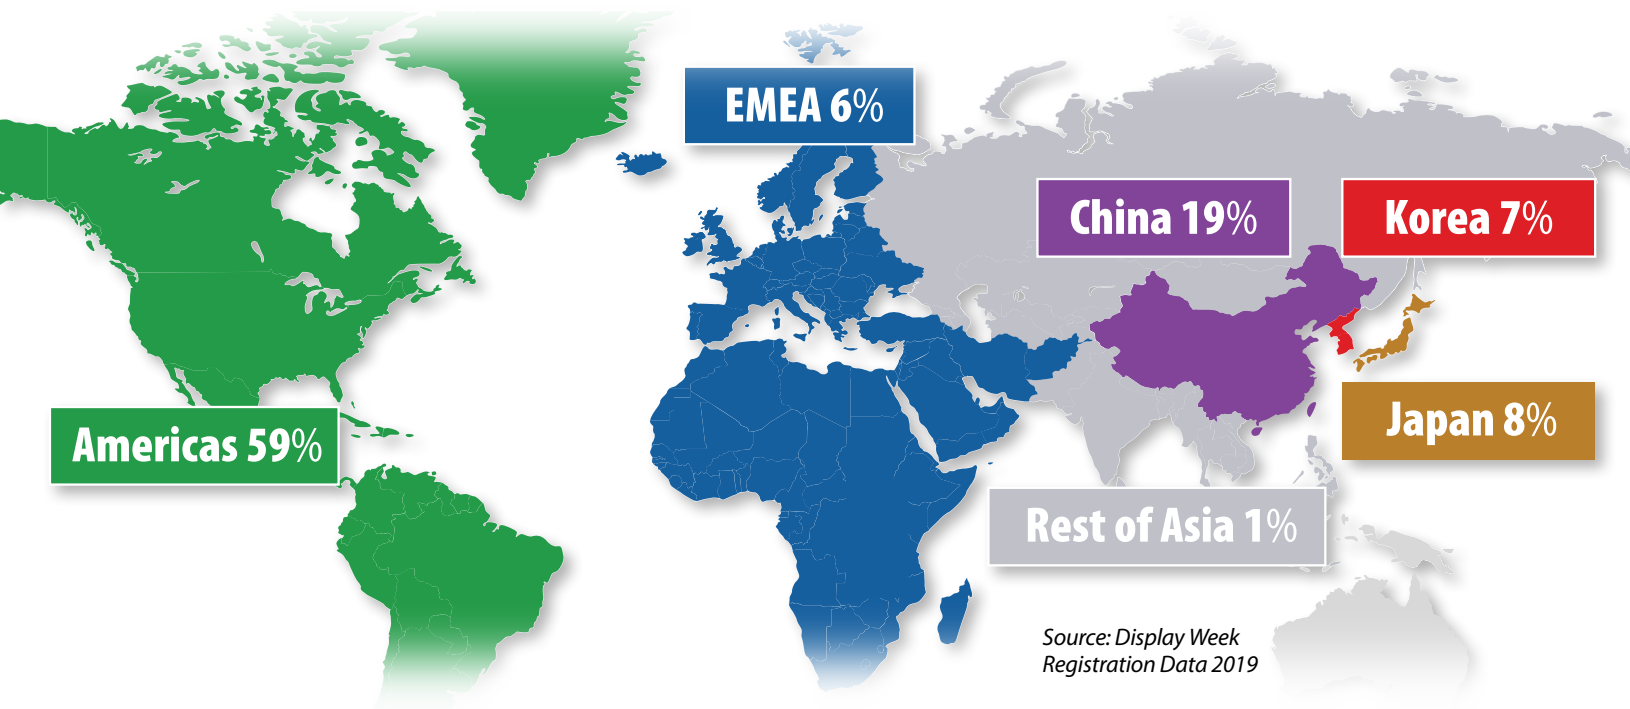 EMEA 6%
China 19%
Korea 7%
Americas 59%
Japan 8%
Rest of Asia 1%
Source: Display Week
Registration Data 2019